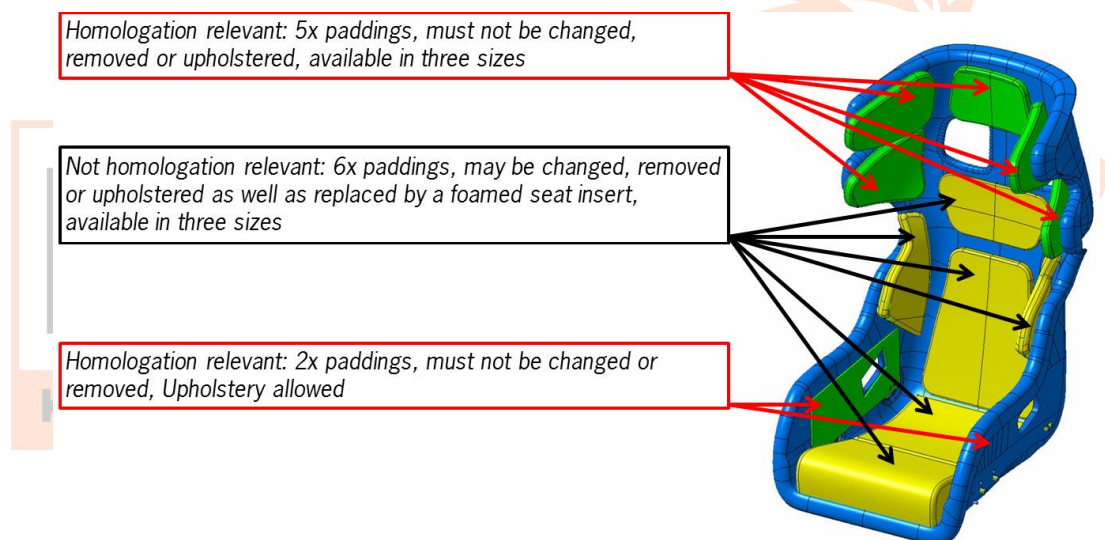 Homologation relevant: 5x paddings, must not be changed,
removed or upholstered, available in three sizes
Not homologation relevant: 6x paddings, may be changed, removed
or upholstered as well as replaced by a foamed seat insert,
available in three sizes
Homologation relevant: 2x paddings, must not be changed or
removed, Upholstery allowed